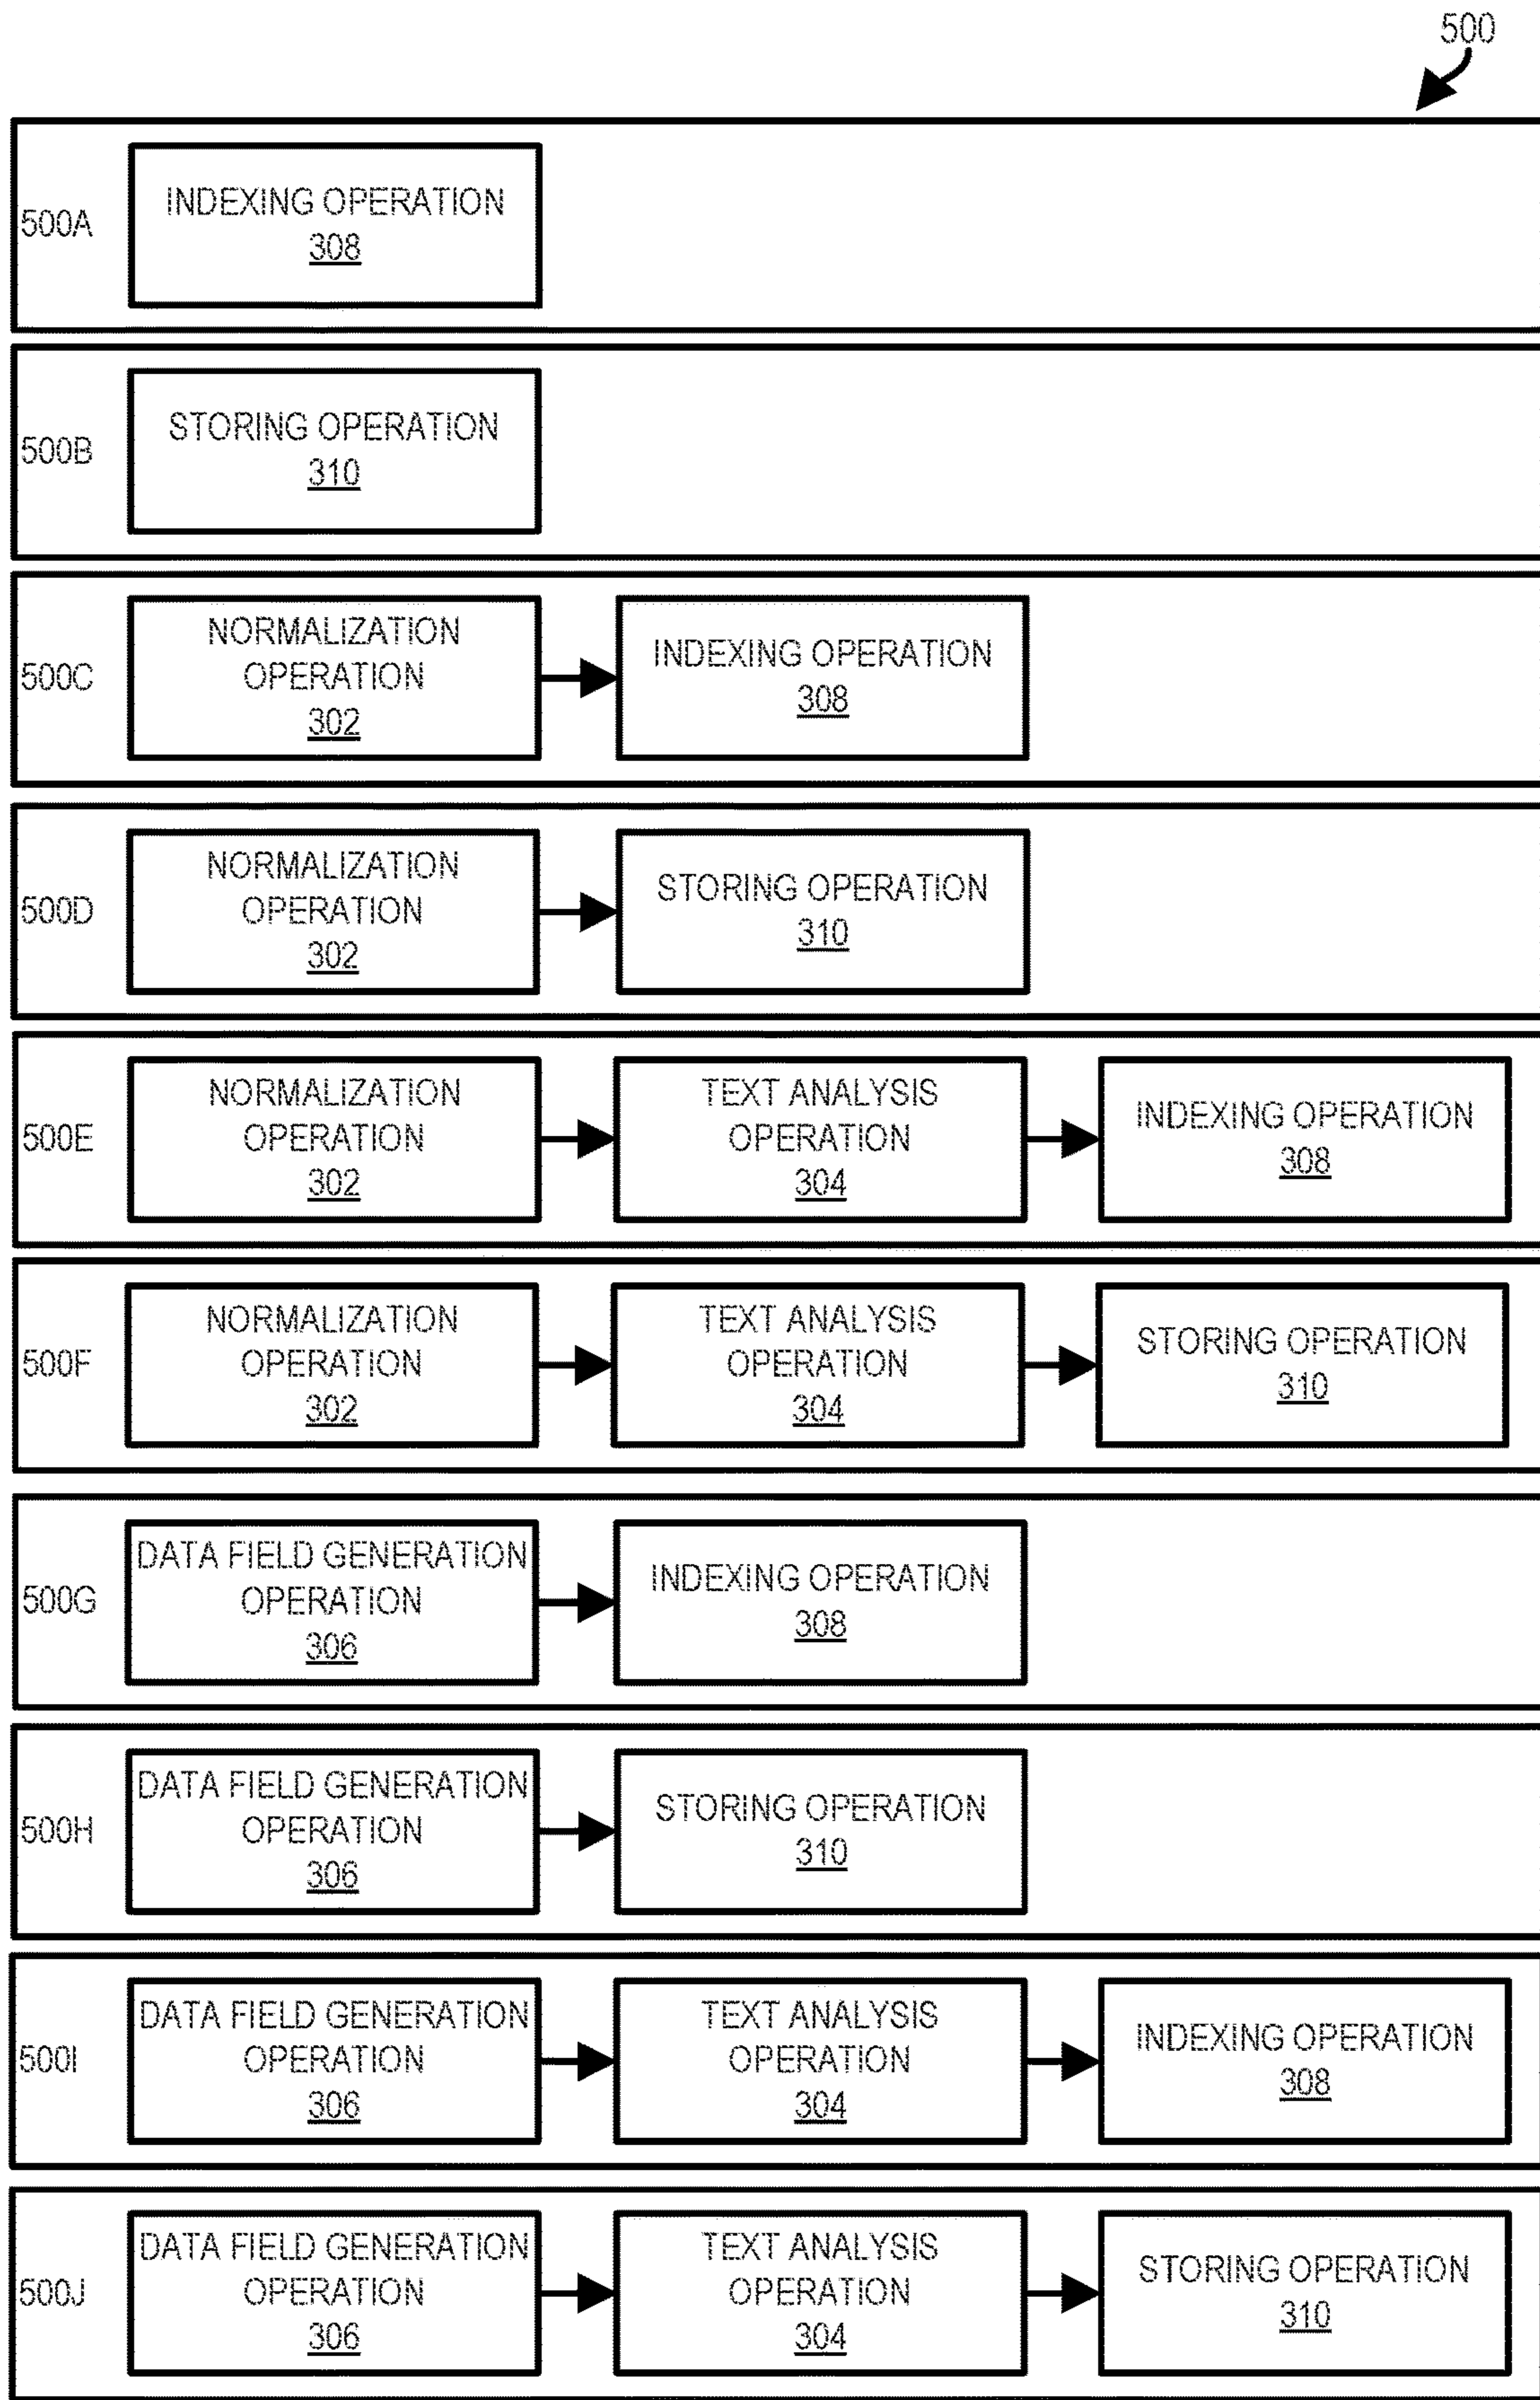 500
500A
INDEXING OPERATION
308
500B
STORING OPERATION
310
500C
NORMALIZATION
OPERATION
302
INDEXING OPERATION
308
500D
NORMALIZATION
OPERATION
302
STORING OPERATION
310
500E
NORMALIZATION
OPERATION
302
TEXT ANALYSIS
OPERATION
304
INDEXING OPERATION
308
500F
NORMALIZATION
OPERATION
302
TEXT ANALYSIS
OPERATION
304
STORING OPERATION
310
500G
DATA FIELD GENERATION
OPERATION
306
INDEXING OPERATION
308
500H
DATA FIELD GENERATION
OPERATION
306
STORING OPERATION
310
500I
DATA FIELD GENERATION
OPERATION
306
TEXT ANALYSIS
OPERATION
304
INDEXING OPERATION
308
500J
DATA FIELD GENERATION
OPERATION
306
TEXT ANALYSIS
OPERATION
304
STORING OPERATION
310